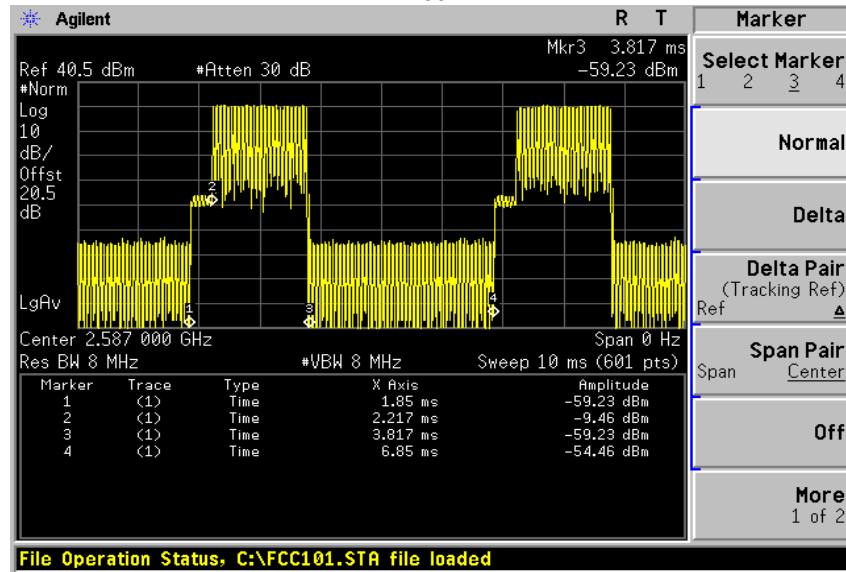 Agilent R T Marker
Mkr3 3.817 ms
Ref 40.5 dBm #Atten 30 dB -59.23 dBm
#Norm
Log
10
dB/
Offst
20.5
dB
LgAv
2
1
3
4
Center 2.587 000 GHz Span 0 Hz
Res BW 8 MHz #VBW 8 MHz Sweep 10 ms (601 pts)
Marker Trace Type X Axis Amplitude
1 (1) Time 1.85 ms -59.23 dBm
2 (1) Time 2.217 ms -9.46 dBm
3 (1) Time 3.817 ms -59.23 dBm
4 (1) Time 6.85 ms -54.46 dBm
Select Marker
1 2 3 4
Normal
Delta
Delta Pair
(Tracking Ref)
Ref Δ
Span Pair
Span Center
Off
More
1 of 2
File Operation Status, C:\FCC101.STA file loaded